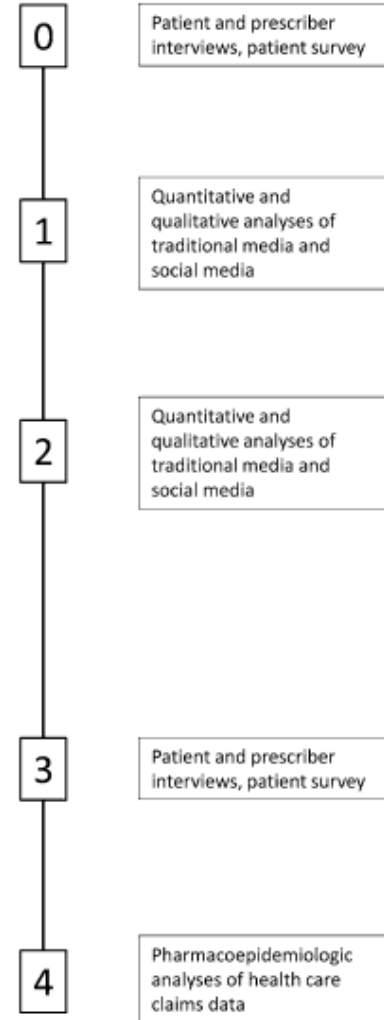 0
Patient and prescriber
interviews, patient survey
1
Quantitative and
qualitative analyses of
traditional media and
social media
2
Quantitative and
qualitative analyses of
traditional media and
social media
3
Patient and prescriber
interviews, patient survey
4
Pharmacoepidemiologic
analyses of health care
claims data